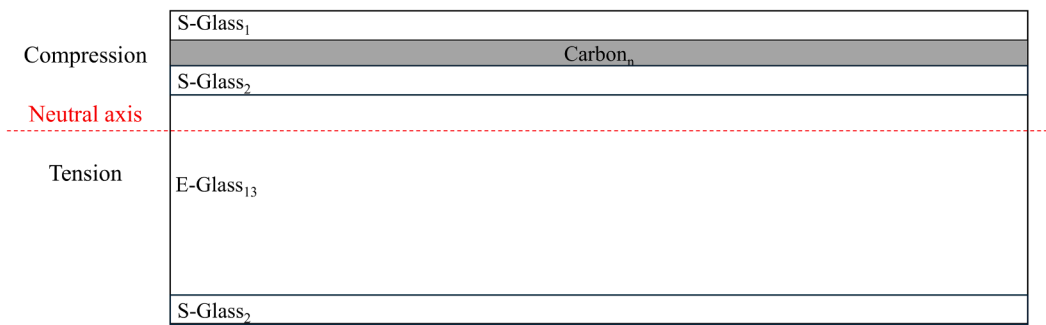 S-Glass₁
Compression
Carbonₙ
S-Glass₂
Neutral axis
Tension
E-Glass₁₃
S-Glass₂